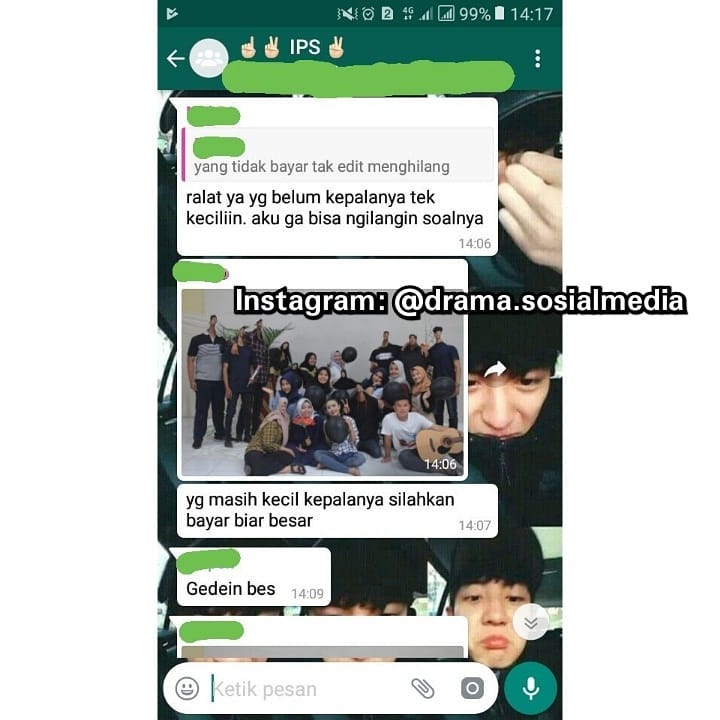 4G 99% 14:17
☝🏻✌🏻 IPS ✌🏻
yang tidak bayar tak edit menghilang
ralat ya yg belum kepalanya tek
keciliin. aku ga bisa ngilangin soalnya
14:06
Instagram: @drama.sosialmedia
14:06
yg masih kecil kepalanya silahkan
bayar biar besar
14:07
Gedein bes 14:09
Ketik pesan